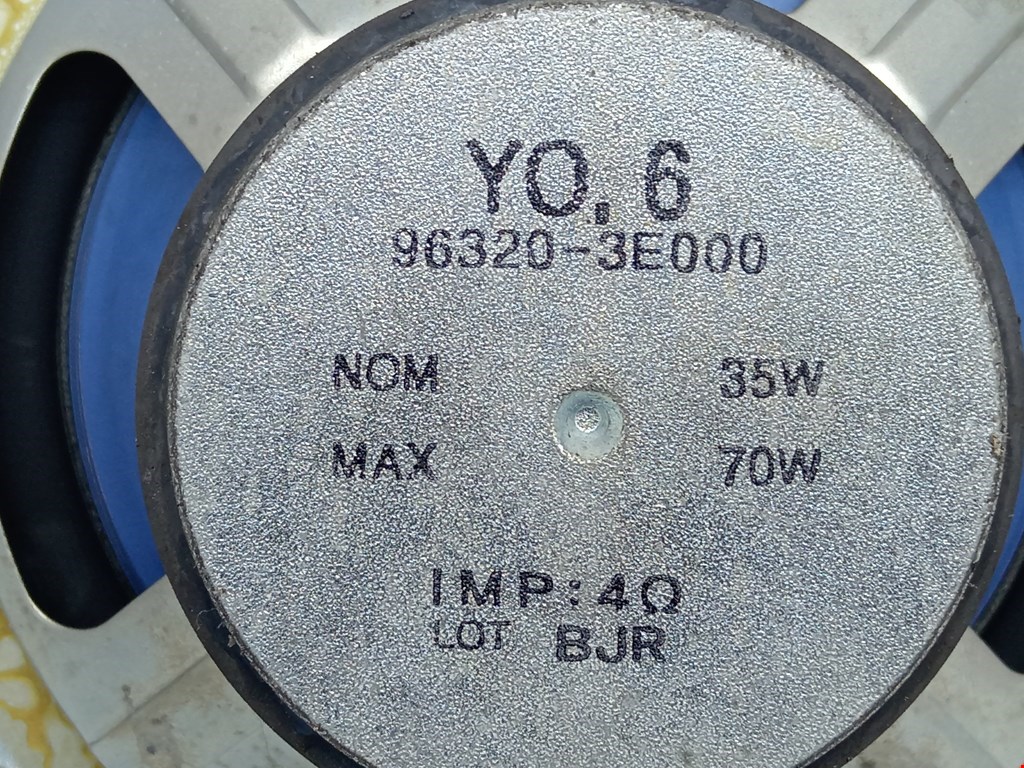 YO. 6
96320-3E000
NOM 35W
MAX 70W
IMP: 4Ω
LOT BJR